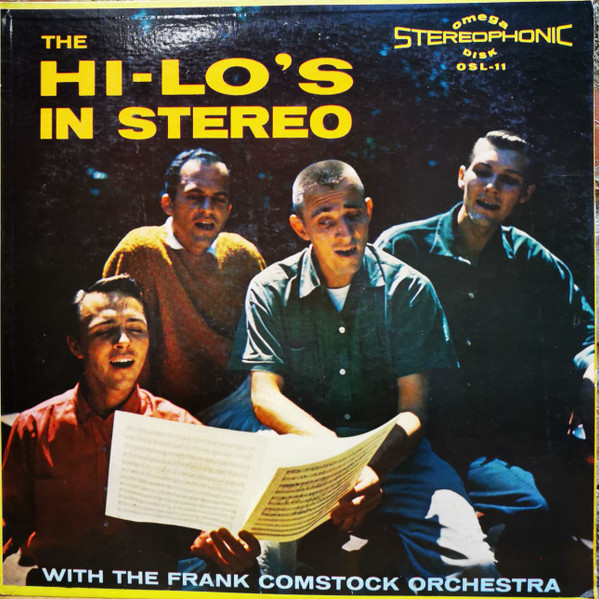 THE
HI-LO'S
IN STEREO
omega
STEREOPHONIC
DISK
OSL-11
WITH THE FRANK COMSTOCK ORCHESTRA